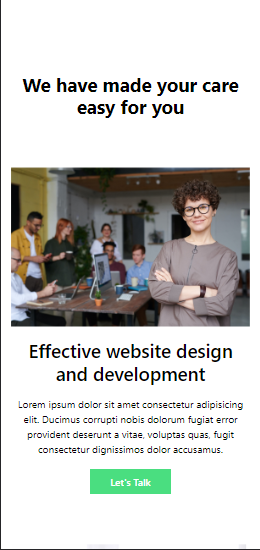 We have made your care
easy for you
Effective website design
and development
Lorem ipsum dolor sit amet consectetur adipisicing
elit. Ducimus corrupti nobis dolorum fugiat error
provident deserunt a vitae, voluptas quas, fugit
consectetur dignissimos dolor accusamus.
Let's Talk